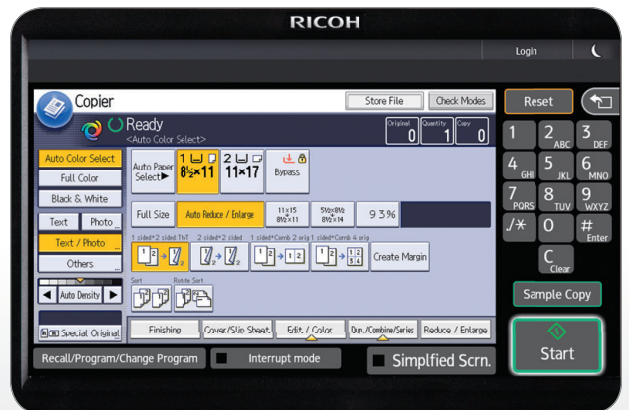 RICOH
Login
Copier
Store File
Check Modes
Reset
Ready
<Auto Color Select>
Original 0
Quantity 1
Copy 0
1
2 ABC
3 DEF
Auto Color Select
Full Color
Black & White
Text
Photo
Text / Photo
Others
Auto Density
Special Original
Auto Paper Select▶
1 8½×11
2 11×17
Bypass
4 GHI
5 JKL
6 MNO
Full Size
Auto Reduce / Enlarge
11×15
8½×11
5½×8½
8½×14
93%
7 PQRS
8 TUV
9 WXYZ
1 sided→2 sided:TtT
2 sided→2 sided
1 sided→Comb 2 orig
1 sided→Comb 4 orig
Create Margin
./*
0
# Enter
C Clear
Sort
Rotate Sort
Sample Copy
Finishing
Cover/Slip Sheet
Edit / Color
Dup./Combine/Series
Reduce / Enlarge
Start
Recall/Program/Change Program
Interrupt mode
Simplfied Scrn.